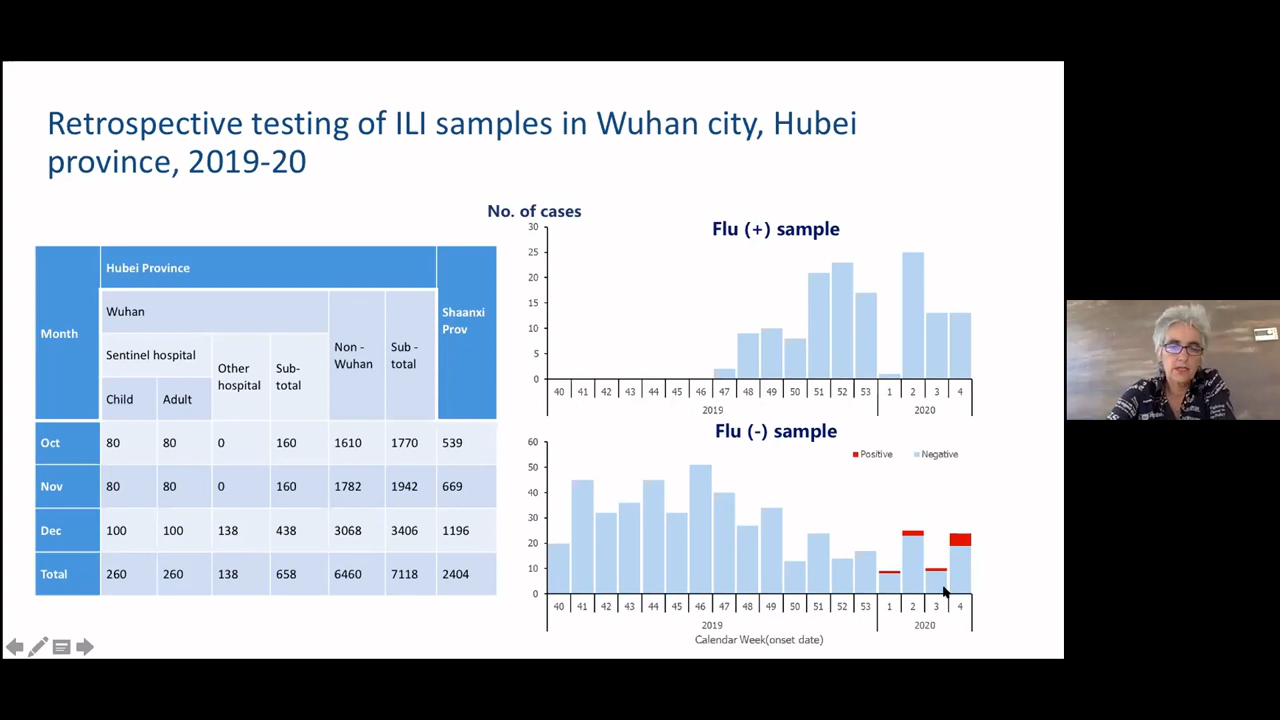 Retrospective testing of ILI samples in Wuhan city, Hubei
province, 2019-20
Month
Hubei Province
Shaanxi
Prov
Wuhan
Non -
Wuhan
Sub -
total
Sentinel hospital
Other
hospital
Sub-
total
Child
Adult
Oct 80 80 0 160 1610 1770 539
Nov 80 80 0 160 1782 1942 669
Dec 100 100 138 438 3068 3406 1196
Total 260 260 138 658 6460 7118 2404
No. of cases
Flu (+) sample
30
25
20
15
10
5
0
40 41 42 43 44 45 46 47 48 49 50 51 52 53 1 2 3 4
2019 2020
Flu (-) sample
Positive Negative
60
50
40
30
20
10
0
40 41 42 43 44 45 46 47 48 49 50 51 52 53 1 2 3 4
2019 2020
Calendar Week(onset date)